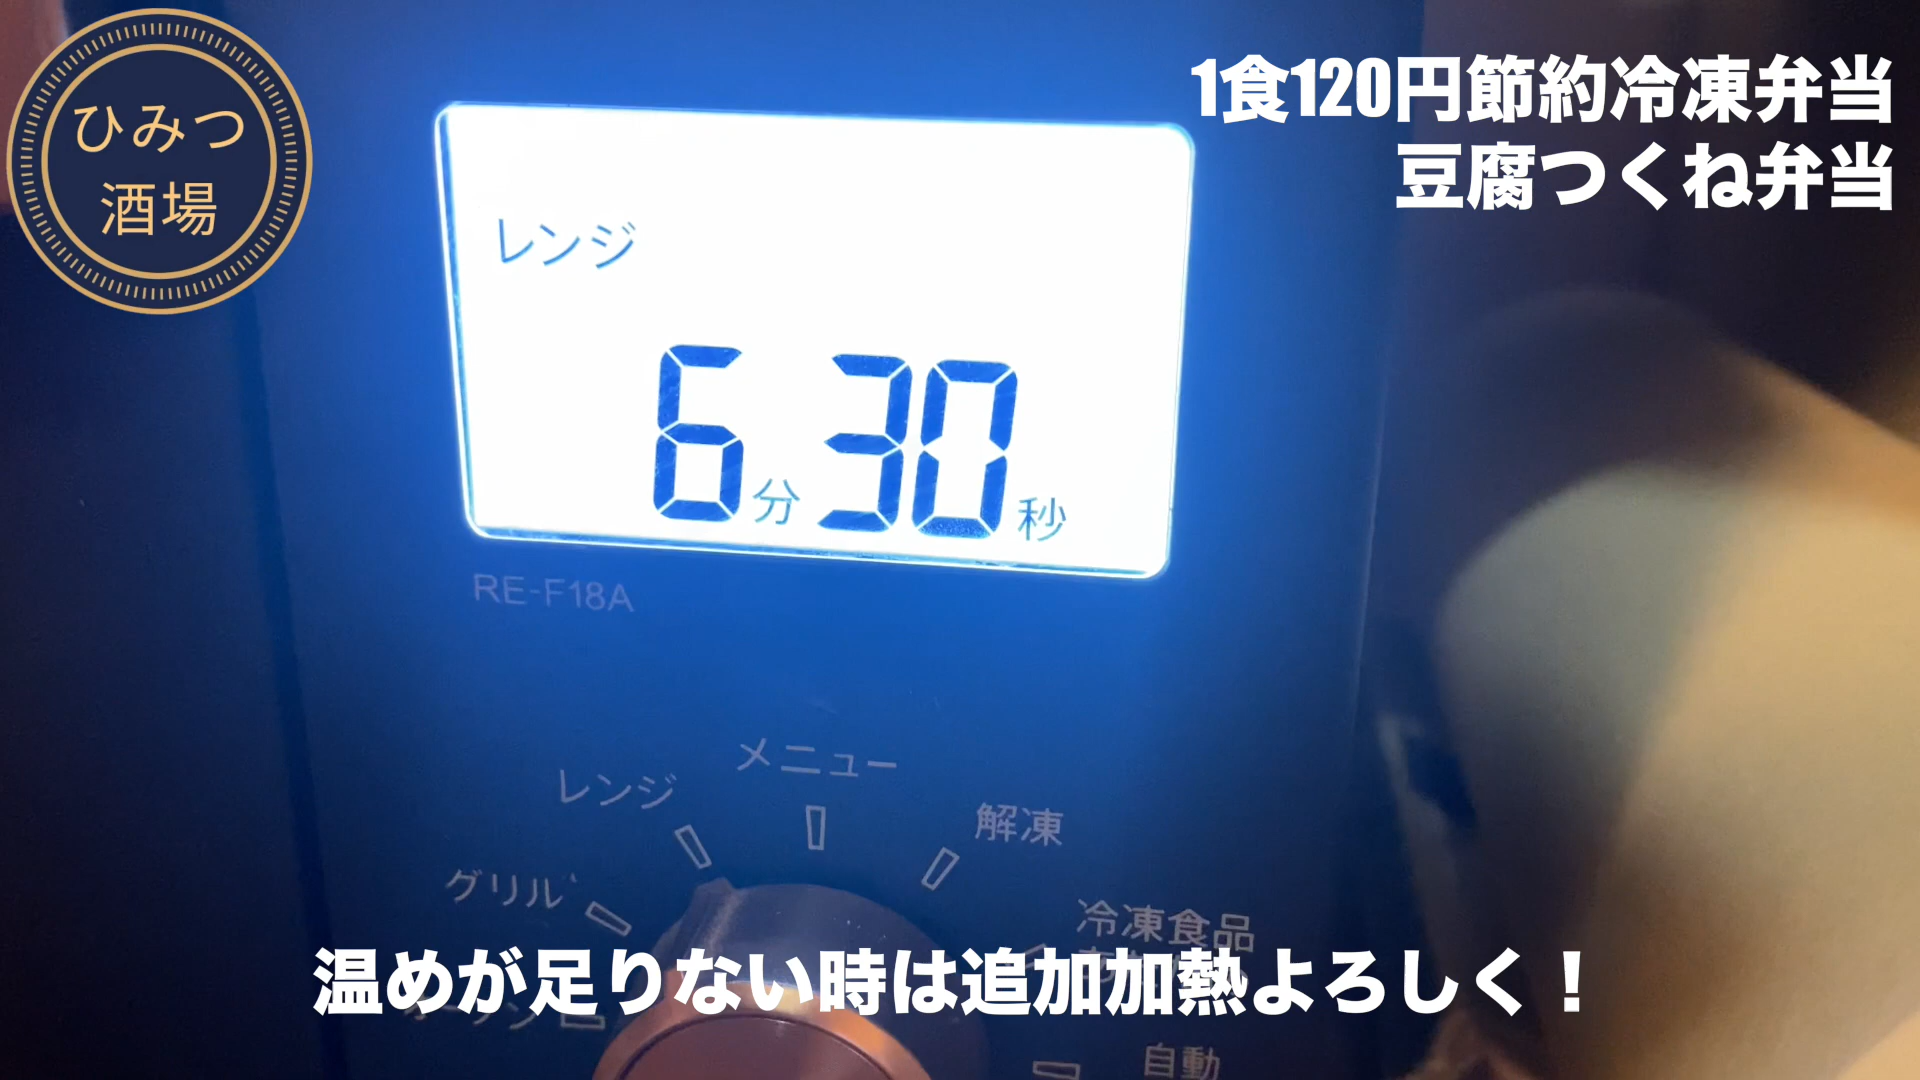 ひみつ
酒場
1食120円節約冷凍弁当
豆腐つくね弁当
レンジ
6分30秒
RE-F18A
メニュー
レンジ
解凍
グリル
冷凍食品
温めが足りない時は追加加熱よろしく!
自動